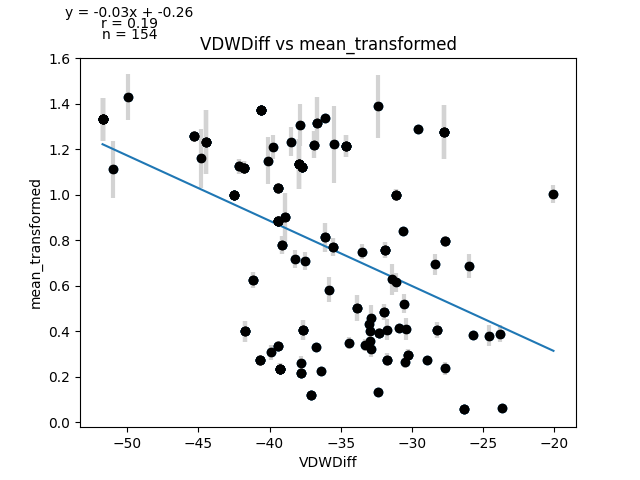 y = -0.03x + -0.26
r = 0.19
n = 154
VDWDiff vs mean_transformed
mean_transformed
1.6
1.4
1.2
1.0
0.8
0.6
0.4
0.2
0.0
−50
−45
−40
−35
−30
−25
−20
VDWDiff